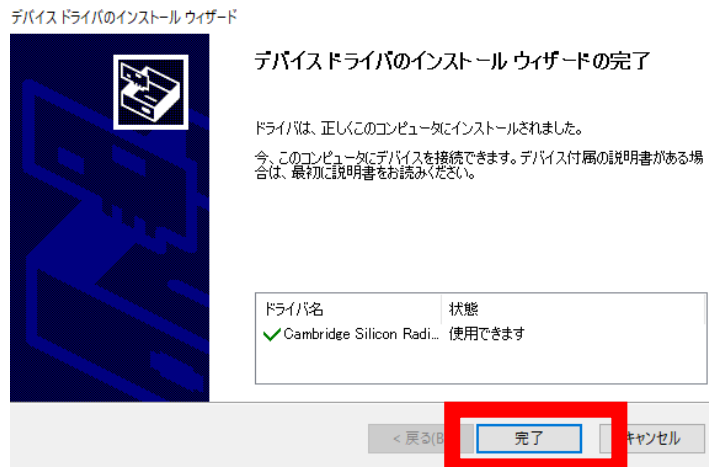 デバイス ドライバのインストール ウィザード
デバイス ドライバのインストール ウィザードの完了
ドライバは、正しくこのコンピュータにインストールされました。
今、このコンピュータにデバイスを接続できます。デバイス付属の説明書がある場
合は、最初に説明書をお読みください。
ドライバ名 状態
Cambridge Silicon Radi... 使用できます
< 戻る(B 完了 キャンセル